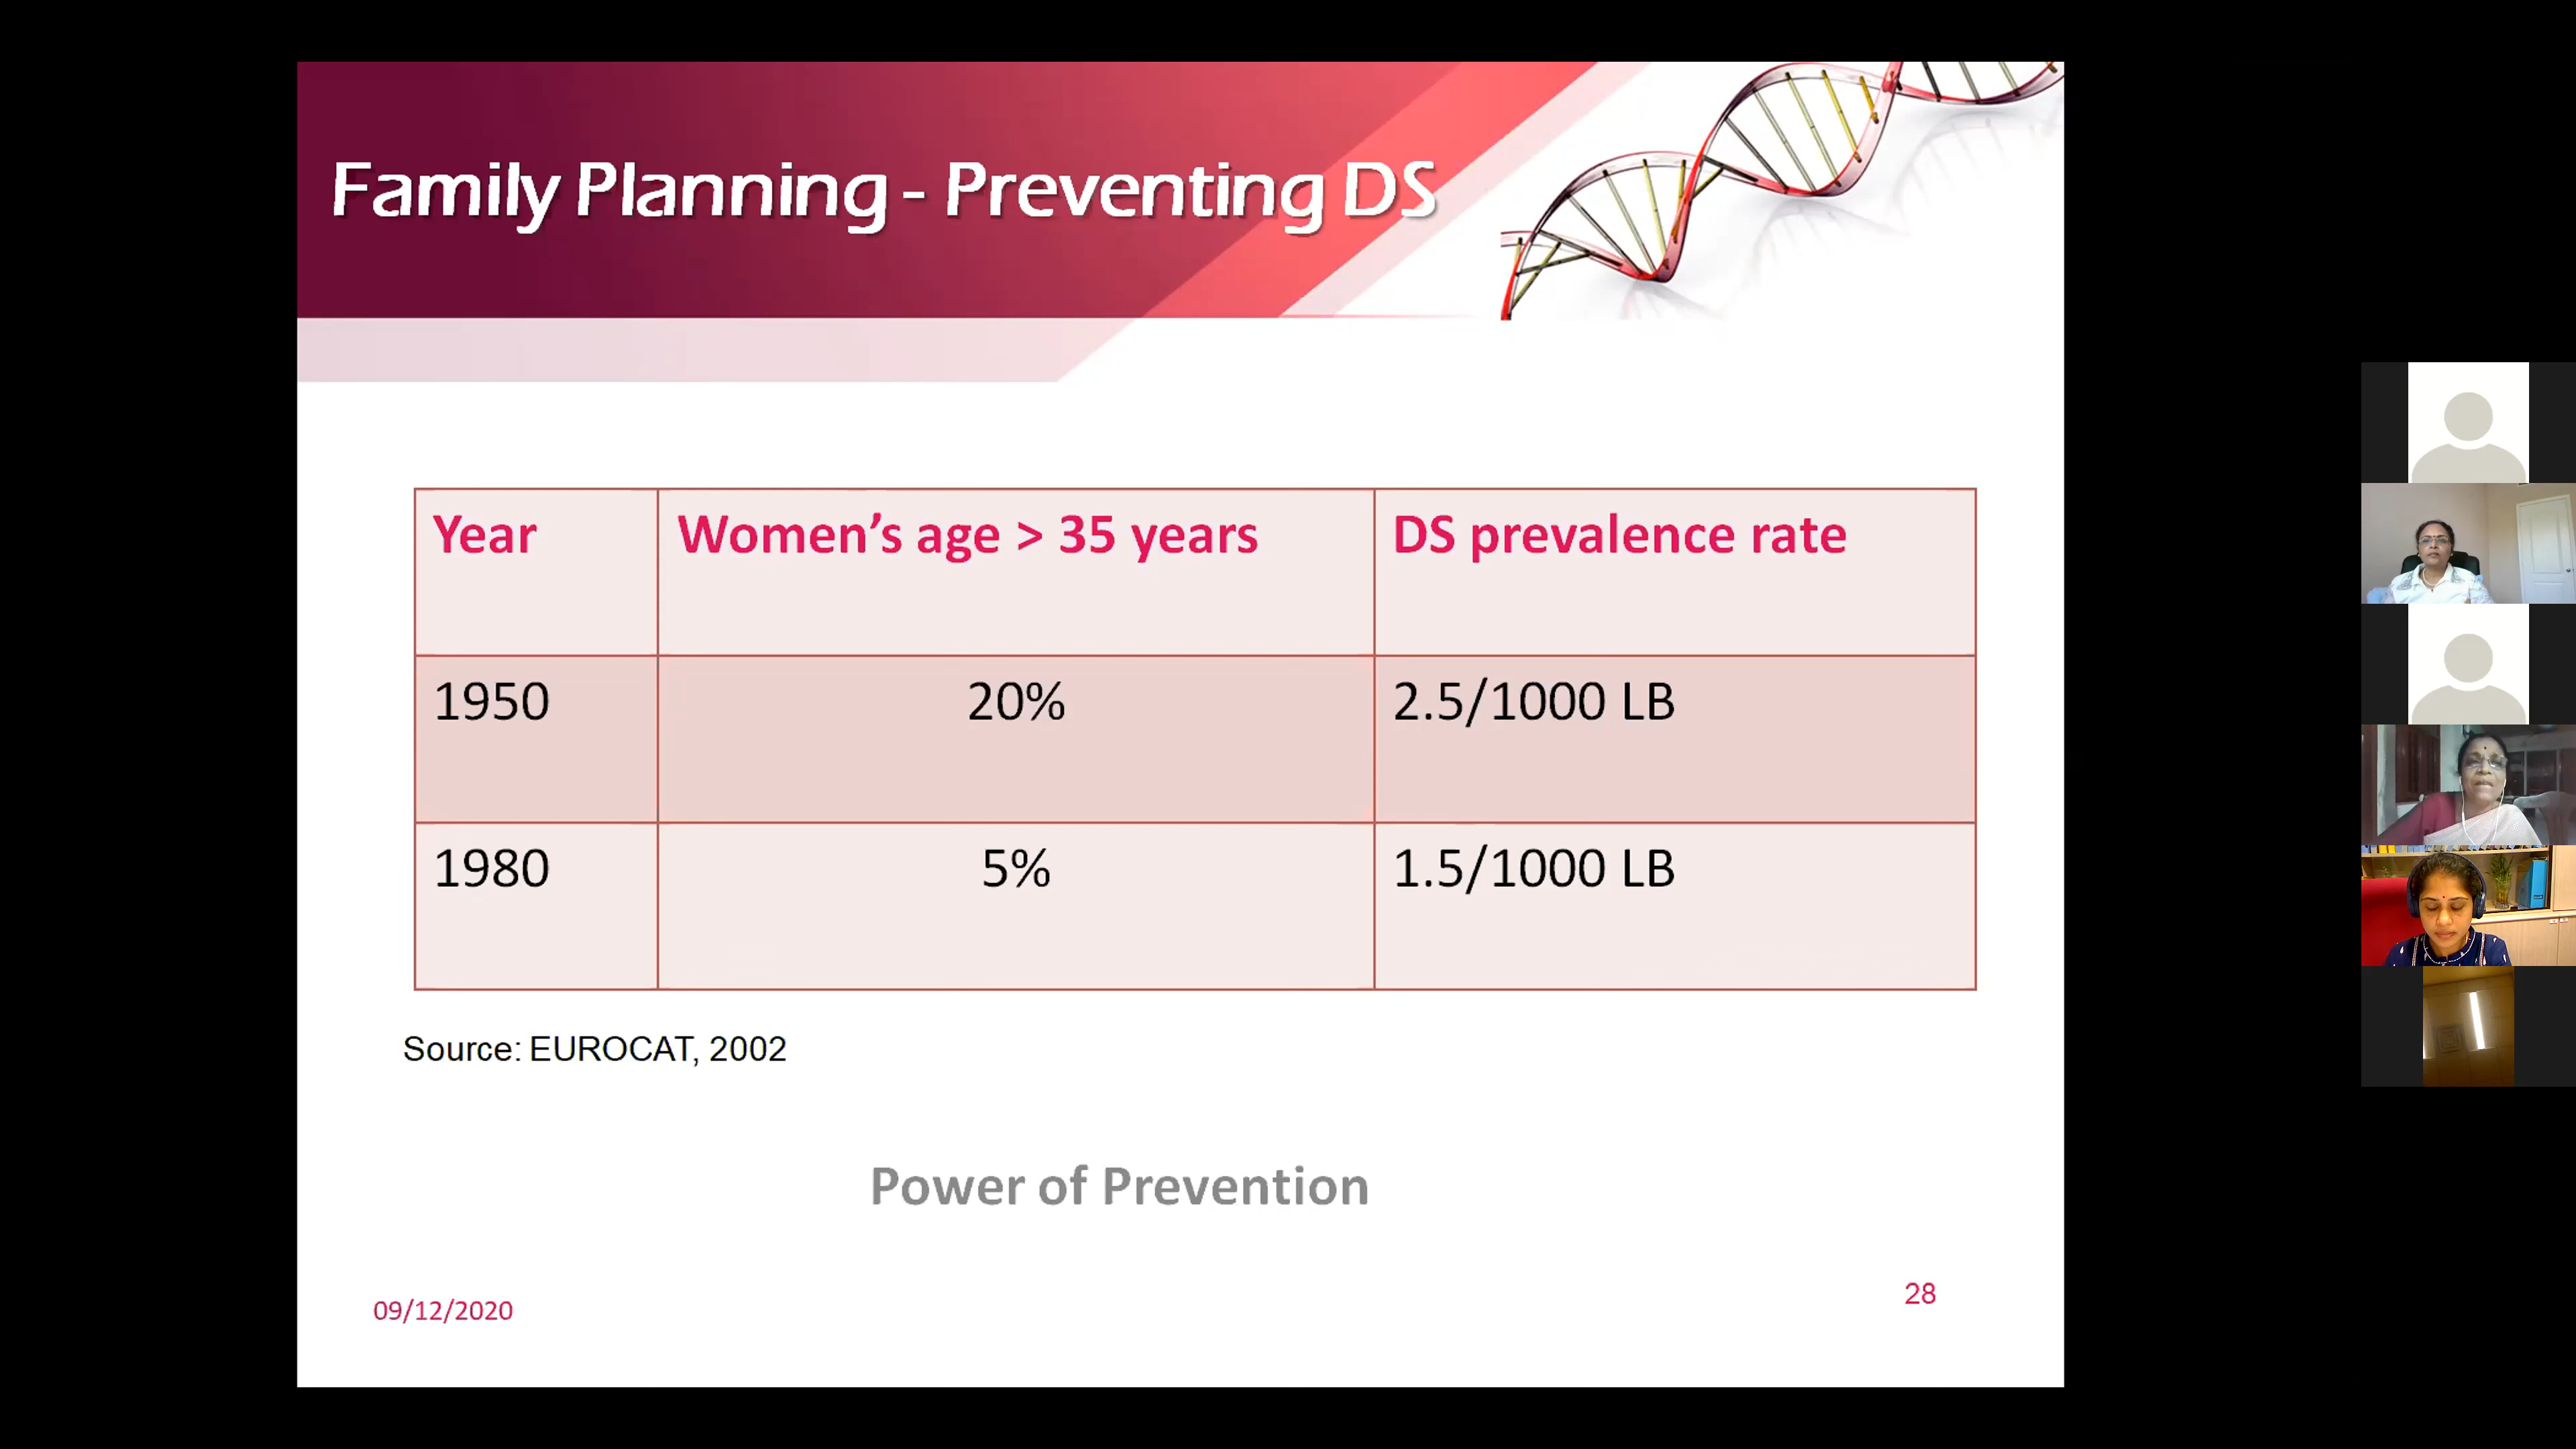 Family Planning - Preventing DS
Year Women’s age > 35 years DS prevalence rate
1950 20% 2.5/1000 LB
1980 5% 1.5/1000 LB
Source: EUROCAT, 2002
Power of Prevention
09/12/2020 28